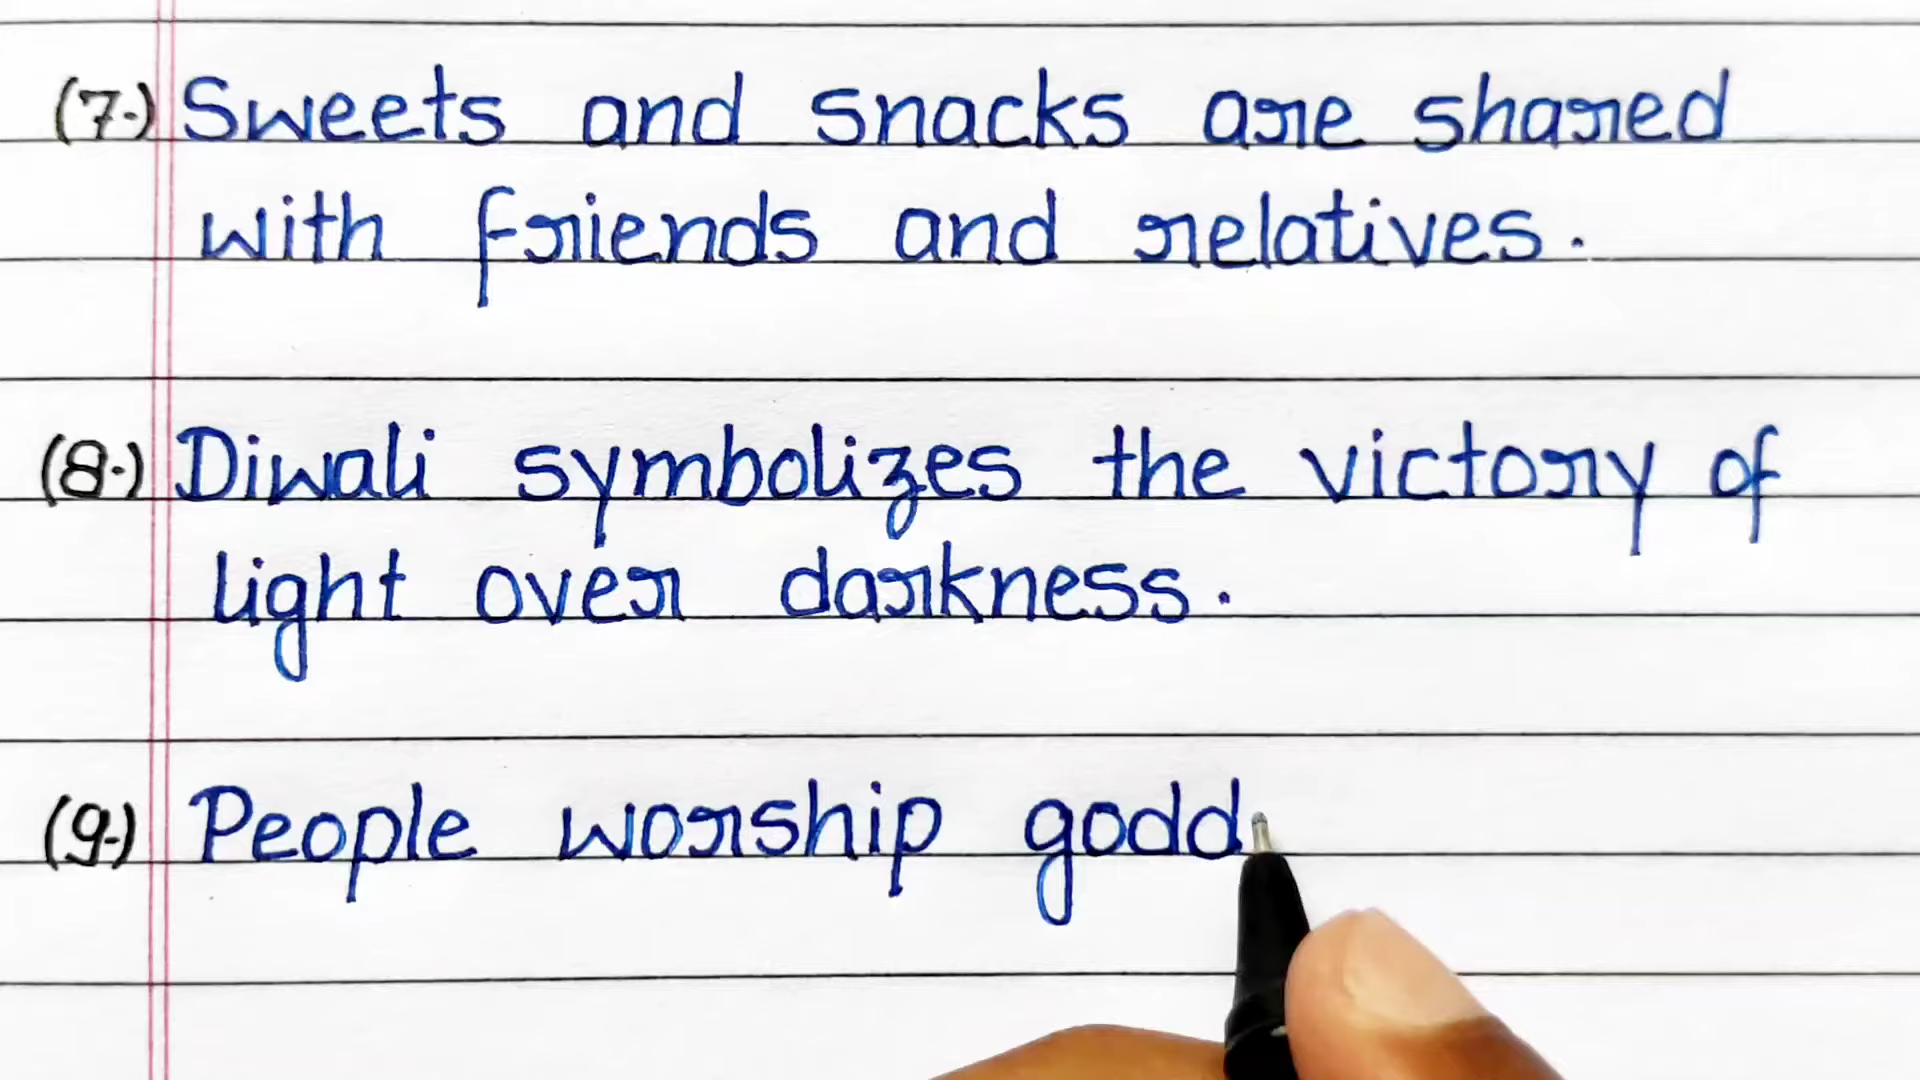 (7.) Sweets and snacks are shared
with friends and relatives.
(8.) Diwali symbolizes the victory of
light over darkness.
(9.) People worship godd